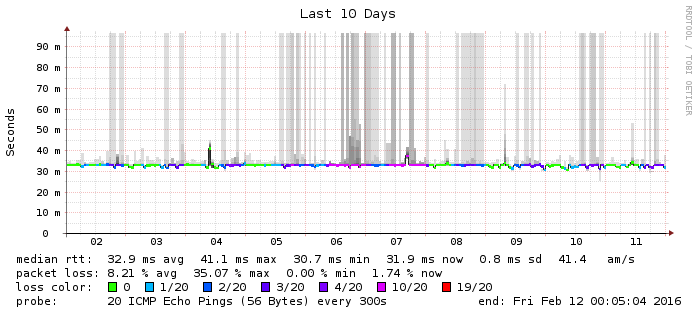 Last 10 Days
RRDTOOL / TOBI OETIKER
Seconds
90 m
80 m
70 m
60 m
50 m
40 m
30 m
20 m
10 m
0
02 03 04 05 06 07 08 09 10 11
median rtt: 32.9 ms avg 41.1 ms max 30.7 ms min 31.9 ms now 0.8 ms sd 41.4 am/s
packet loss: 8.21 % avg 35.07 % max 0.00 % min 1.74 % now
loss color: 0 1/20 2/20 3/20 4/20 10/20 19/20
probe: 20 ICMP Echo Pings (56 Bytes) every 300s end: Fri Feb 12 00:05:04 2016